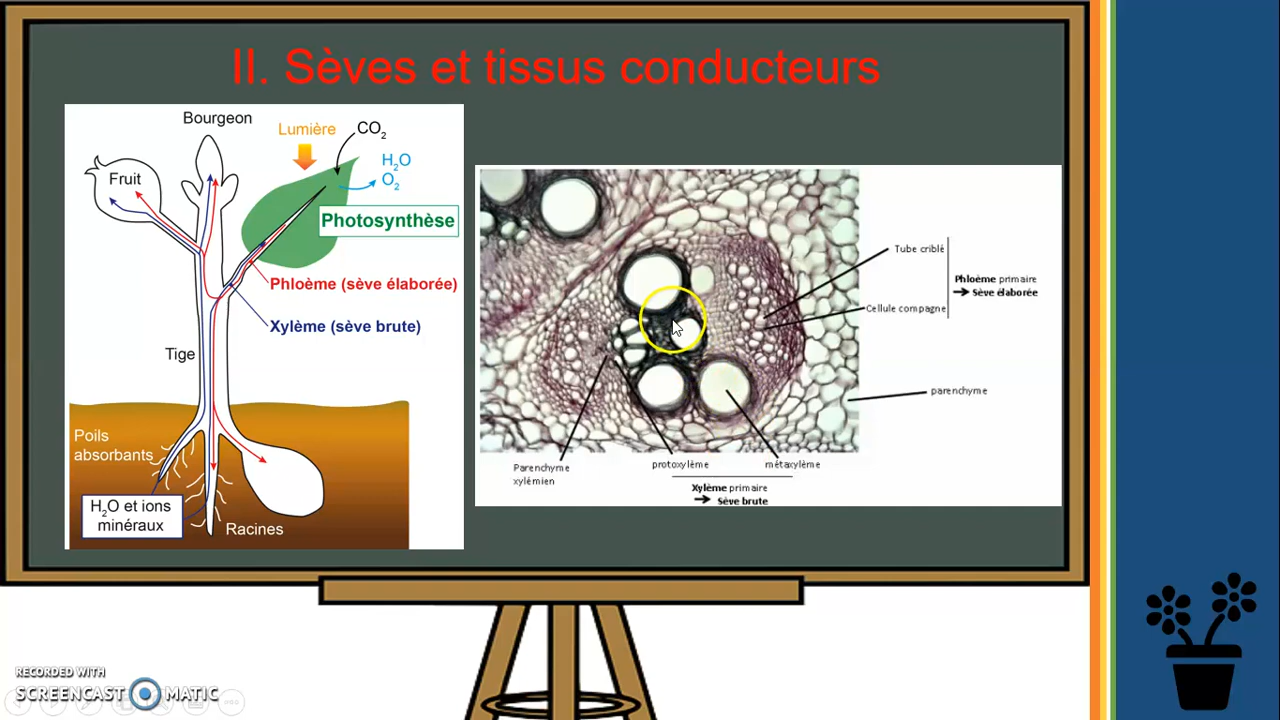 II. Sèves et tissus conducteurs
Bourgeon
Lumière
CO2
H2O
O2
Fruit
Photosynthèse
Phloème (sève élaborée)
Xylème (sève brute)
Tige
Poils
absorbants
H2O et ions
minéraux
Racines
Tube criblé
Phloème primaire
Sève élaborée
Cellule compagne
parenchyme
Parenchyme
xylémien
protoxylème
métaxylème
Xylème primaire
Sève brute
RECORDED WITH
SCREENCAST MATIC